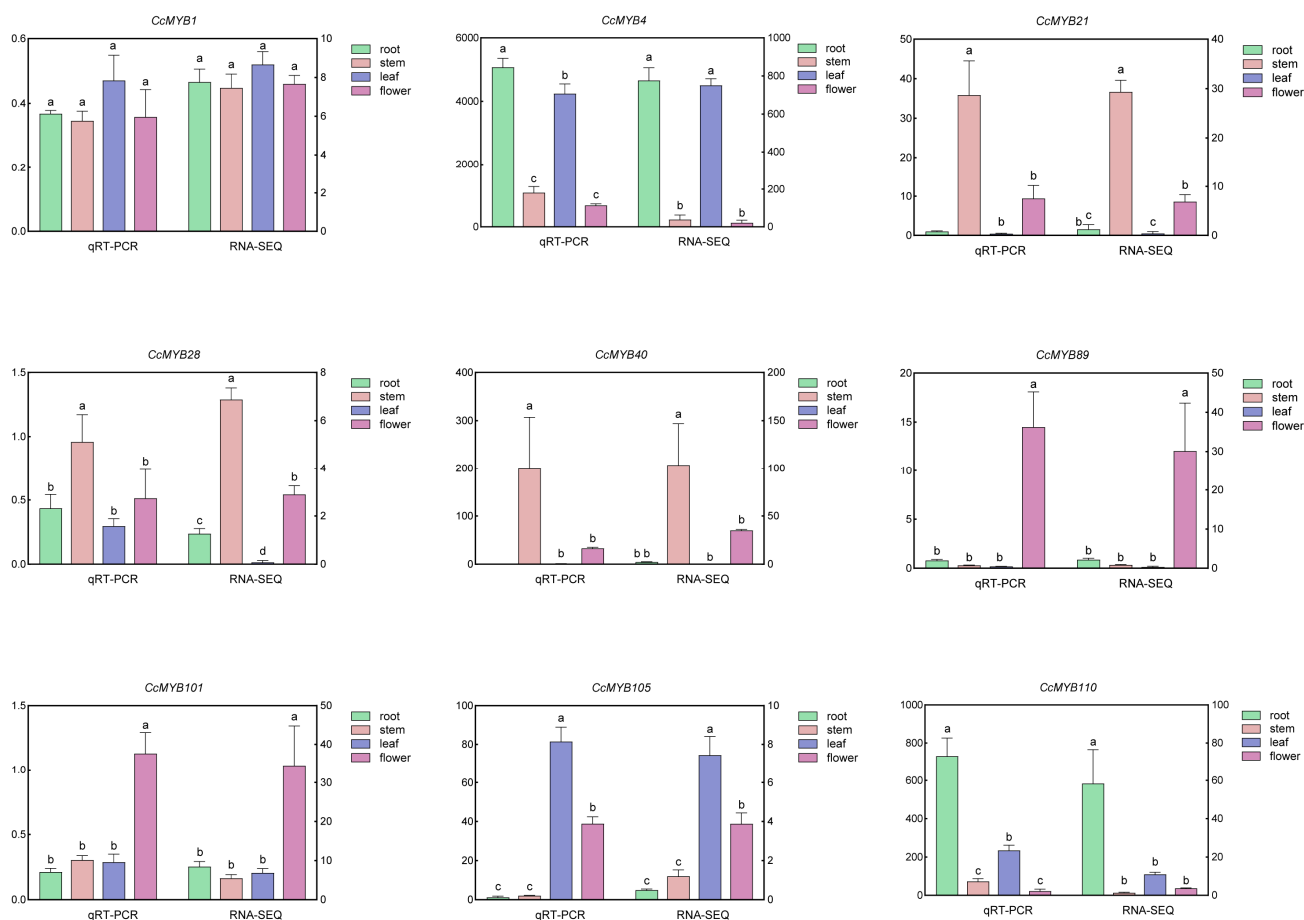 CcMYB1
0.6
0.4
0.2
0.0
10
8
6
4
2
0
a a a a a a a a
qRT-PCR RNA-SEQ
root
stem
leaf
flower
CcMYB4
6000
4000
2000
0
1000
800
600
400
200
0
a c b c a b a b
qRT-PCR RNA-SEQ
root
stem
leaf
flower
CcMYB21
50
40
30
20
10
0
40
30
20
10
0
a b b b c a c b
qRT-PCR RNA-SEQ
root
stem
leaf
flower
CcMYB28
1.5
1.0
0.5
0.0
8
6
4
2
0
b a b b c a d b
qRT-PCR RNA-SEQ
root
stem
leaf
flower
CcMYB40
400
300
200
100
0
200
150
100
50
0
a b b b b a b b
qRT-PCR RNA-SEQ
root
stem
leaf
flower
CcMYB89
20
15
10
5
0
50
40
30
20
10
0
b b b a b b b a
qRT-PCR RNA-SEQ
root
stem
leaf
flower
CcMYB101
1.5
1.0
0.5
0.0
50
40
30
20
10
0
b b b a b b b a
qRT-PCR RNA-SEQ
root
stem
leaf
flower
CcMYB105
100
80
60
40
20
0
10
8
6
4
2
0
c c a b c c a b
qRT-PCR RNA-SEQ
root
stem
leaf
flower
CcMYB110
1000
800
600
400
200
0
100
80
60
40
20
0
a c b c a b b b
qRT-PCR RNA-SEQ
root
stem
leaf
flower